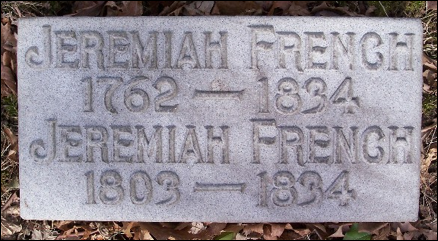 JEREMIAH FRENCH
1762 — 1834
JEREMIAH FRENCH
1803 — 1834